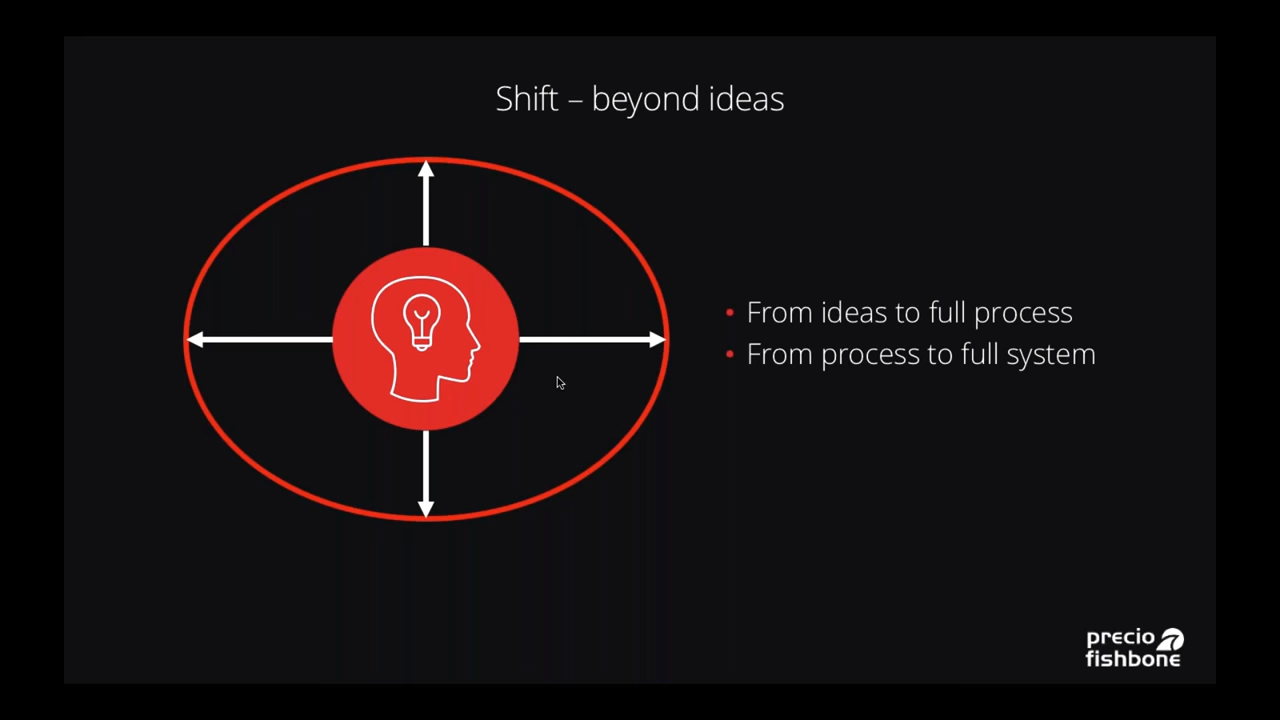 Shift – beyond ideas
• From ideas to full process
• From process to full system
precio
fishbone